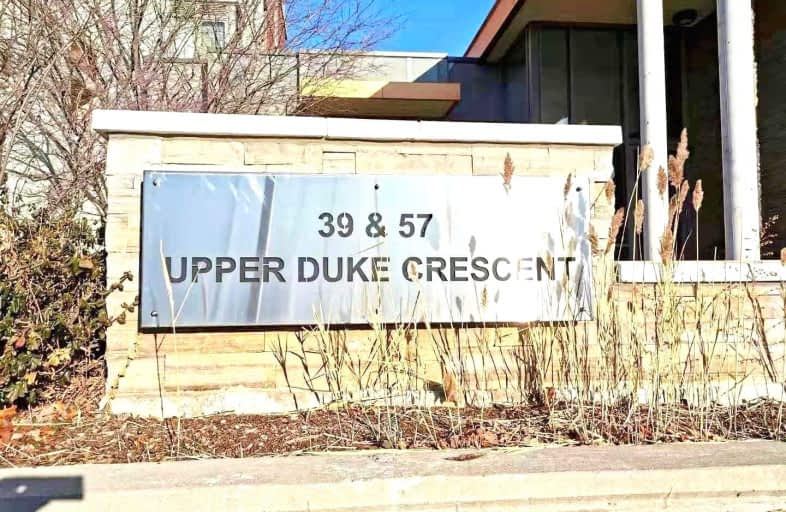 39 & 57
UPPER DUKE CRESCENT